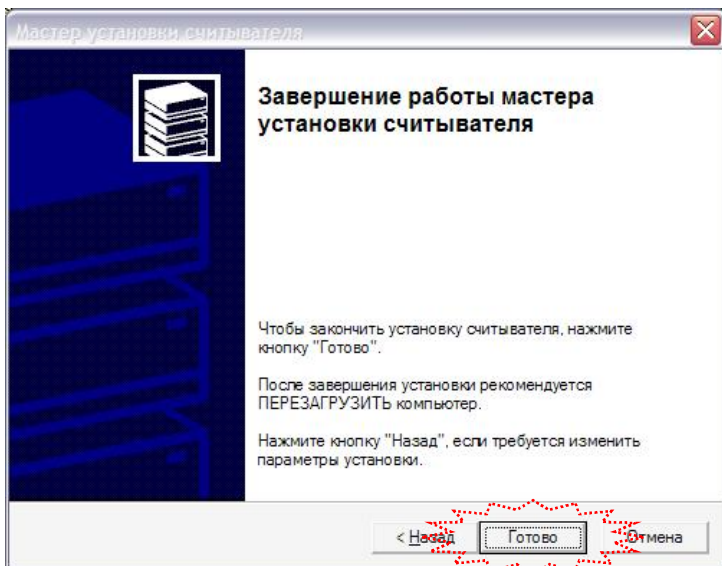 Мастер установки считывателя
Завершение работы мастера
установки считывателя
Чтобы закончить установку считывателя, нажмите
кнопку "Готово".
После завершения установки рекомендуется
ПЕРЕЗАГРУЗИТЬ компьютер.
Нажмите кнопку "Назад", если требуется изменить
параметры установки.
< Назад Готово Отмена